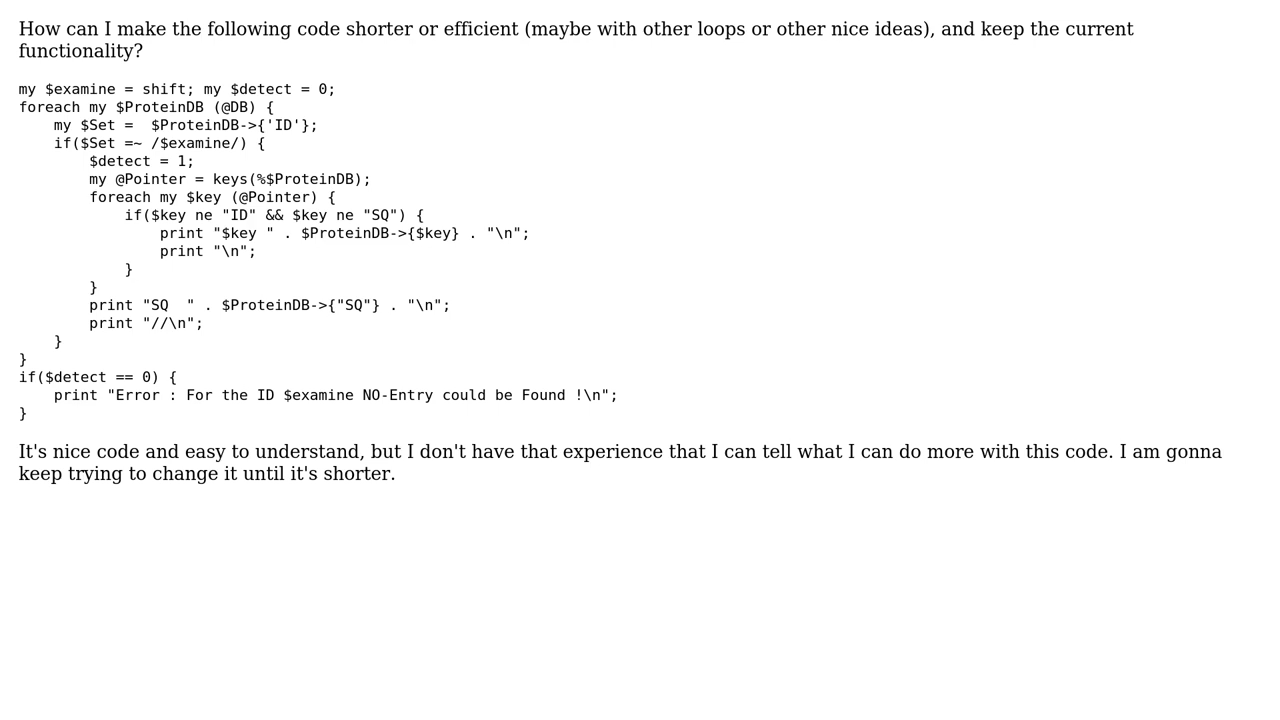 How can I make the following code shorter or efficient (maybe with other loops or other nice ideas), and keep the current
functionality?
my $examine = shift; my $detect = 0;
foreach my $ProteinDB (@DB) {
    my $Set =  $ProteinDB->{'ID'};
    if($Set =~ /$examine/) {
        $detect = 1;
        my @Pointer = keys(%$ProteinDB);
        foreach my $key (@Pointer) {
            if($key ne "ID" && $key ne "SQ") {
                print "$key " . $ProteinDB->{$key} . "\n";
                print "\n";
            }
        }
        print "SQ  " . $ProteinDB->{"SQ"} . "\n";
        print "//\n";
    }
}
if($detect == 0) {
    print "Error : For the ID $examine NO-Entry could be Found !\n";
}
It's nice code and easy to understand, but I don't have that experience that I can tell what I can do more with this code. I am gonna
keep trying to change it until it's shorter.